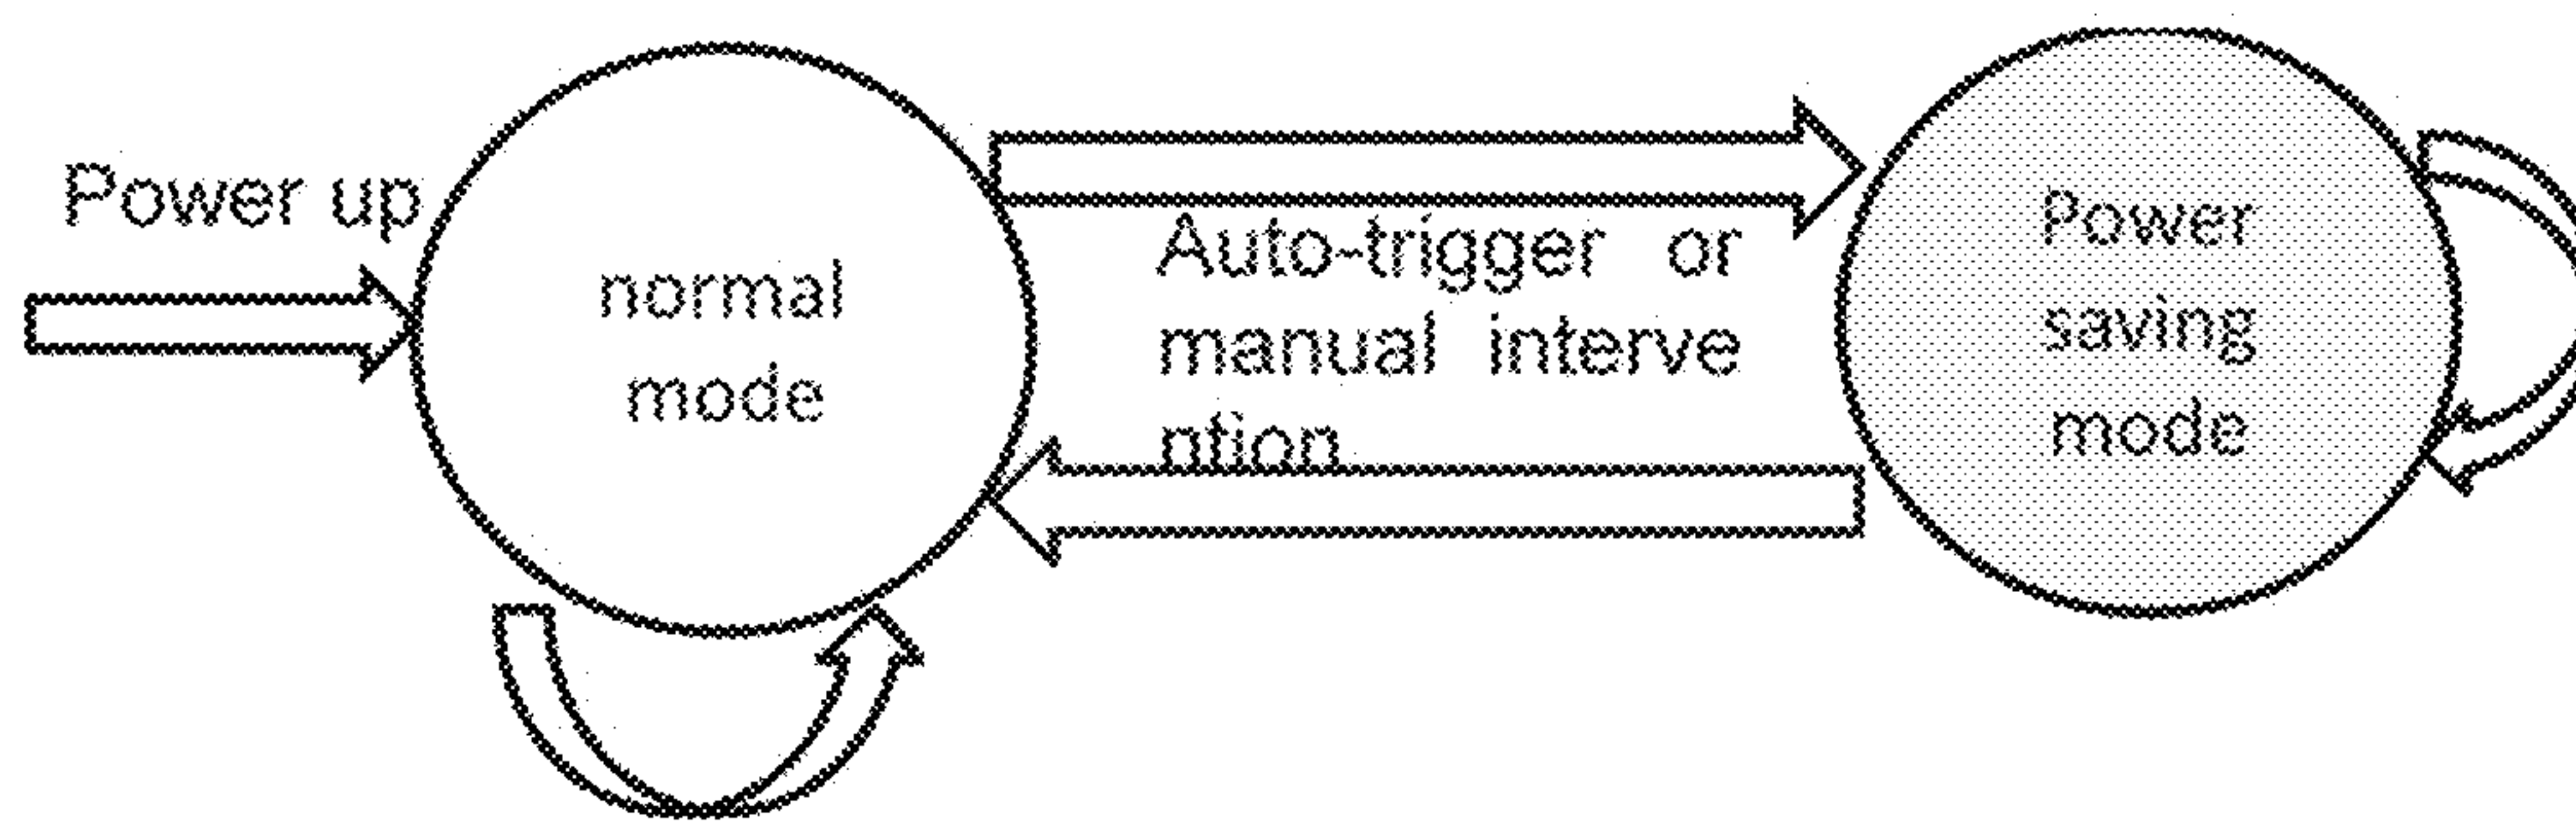 Power up
normal
mode
Auto-trigger or
manual interve
ntion
Power
saving
mode